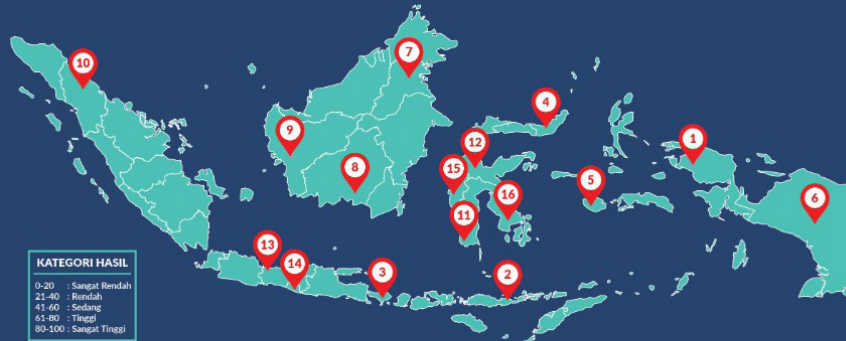 7
10
4
9
12
1
8
15
5
16
6
11
13
14
3
2
KATEGORI HASIL
0-20 : Sangat Rendah
21-40 : Rendah
41-60 : Sedang
61-80 : Tinggi
80-100 : Sangat Tinggi